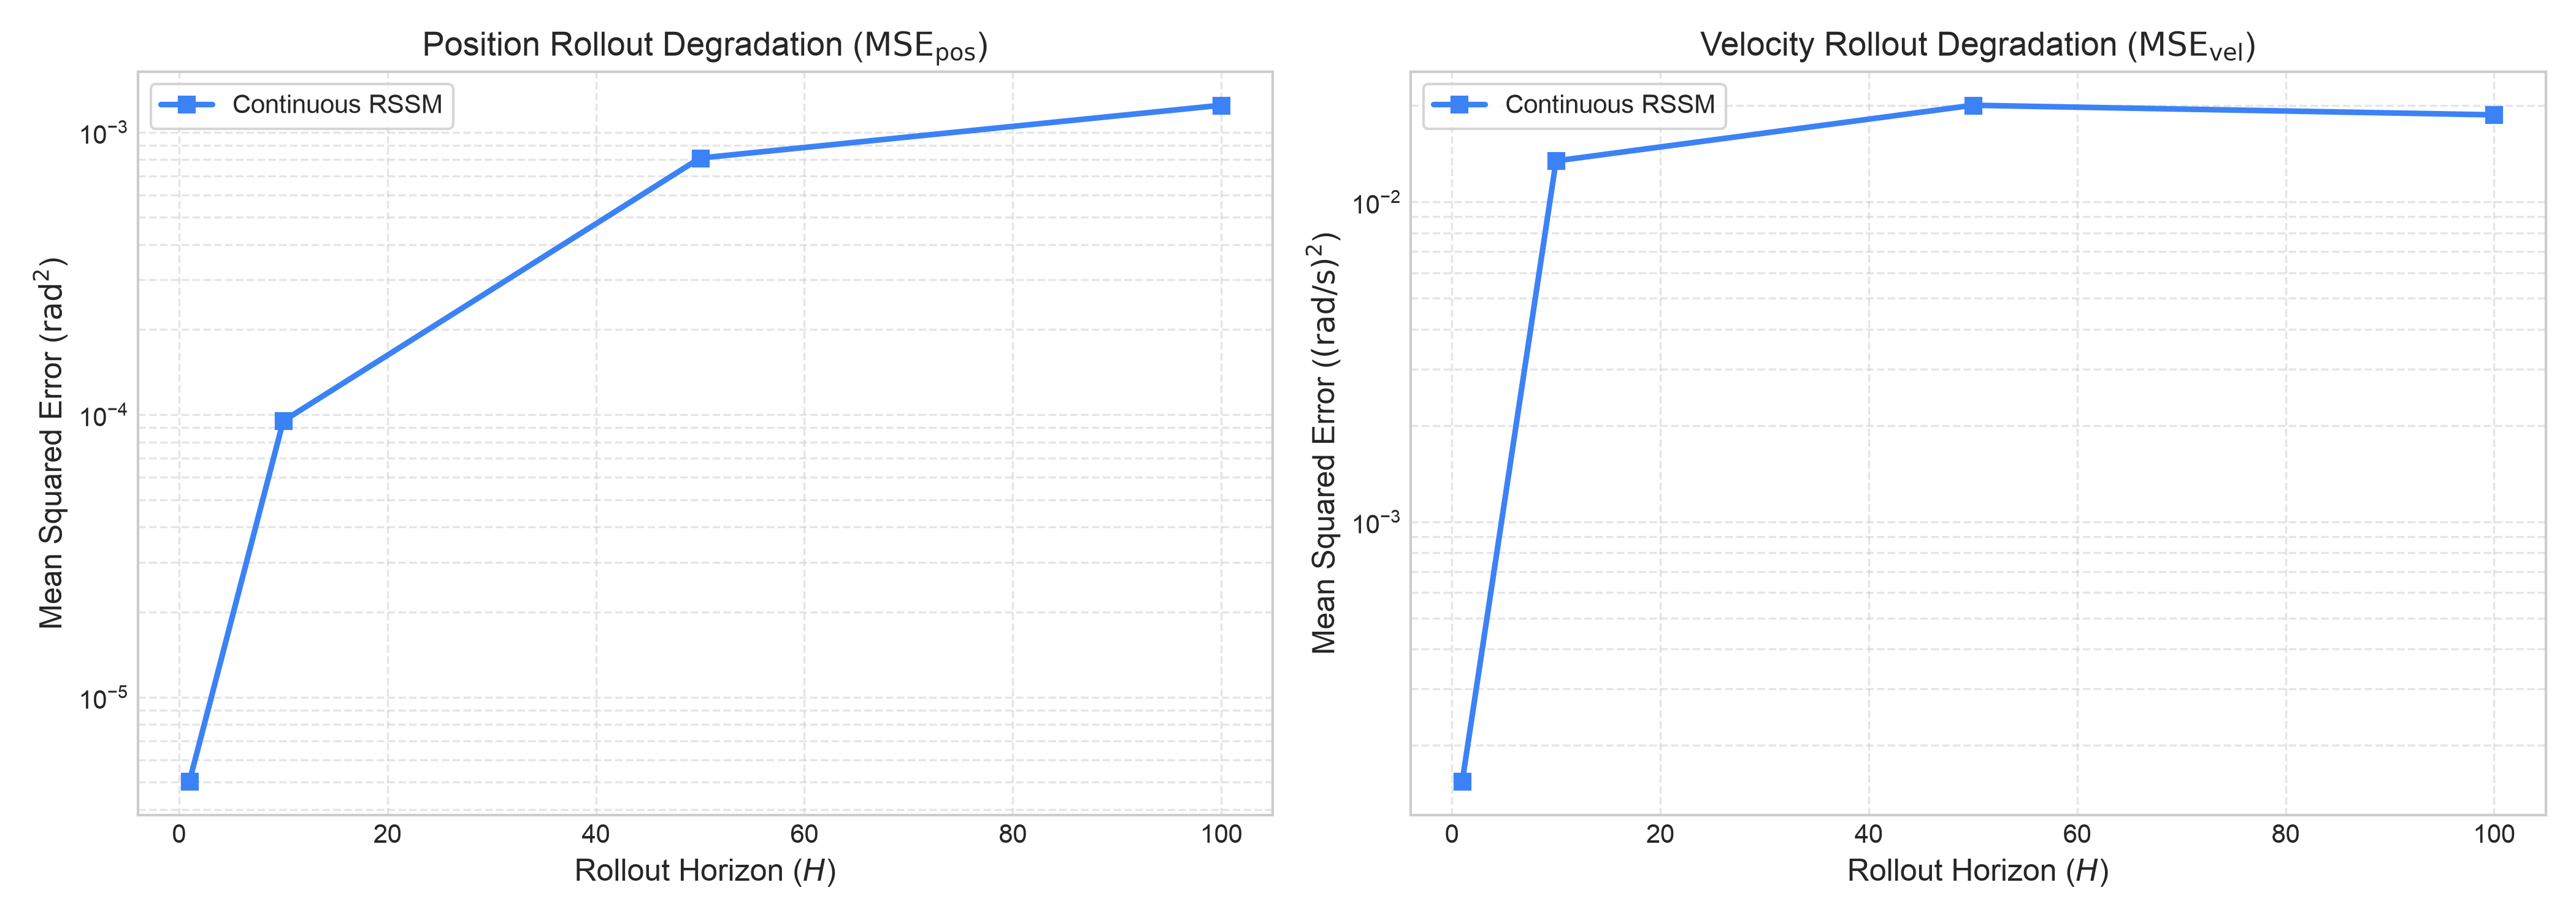 Position Rollout Degradation (MSE_pos)
Continuous RSSM
10⁻³
10⁻⁴
10⁻⁵
Mean Squared Error (rad²)
0 20 40 60 80 100
Rollout Horizon (H)
Velocity Rollout Degradation (MSE_vel)
Continuous RSSM
10⁻²
10⁻³
Mean Squared Error ((rad/s)²)
0 20 40 60 80 100
Rollout Horizon (H)